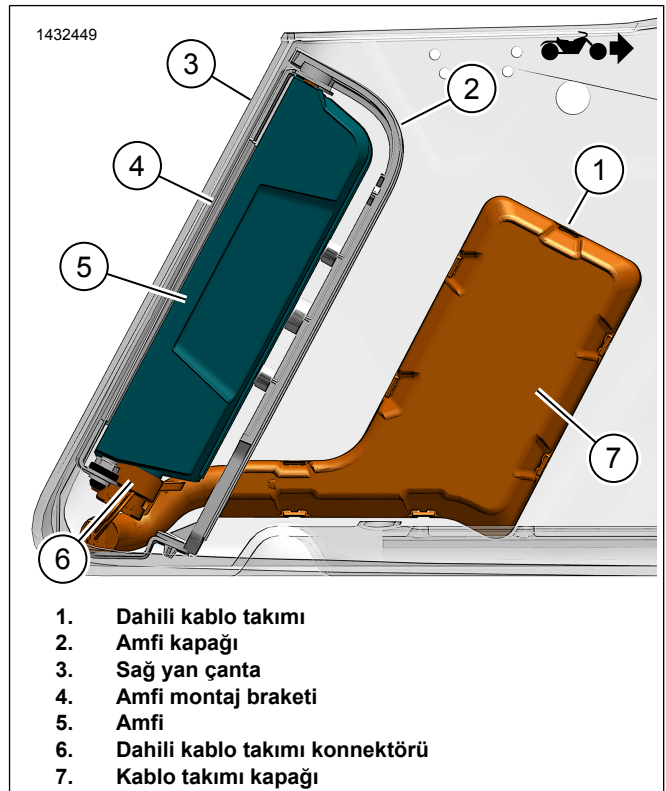 1432449
3
2
4
1
5
7
6
1. Dahili kablo takımı
2. Amfi kapağı
3. Sağ yan çanta
4. Amfi montaj braketi
5. Amfi
6. Dahili kablo takımı konnektörü
7. Kablo takımı kapağı